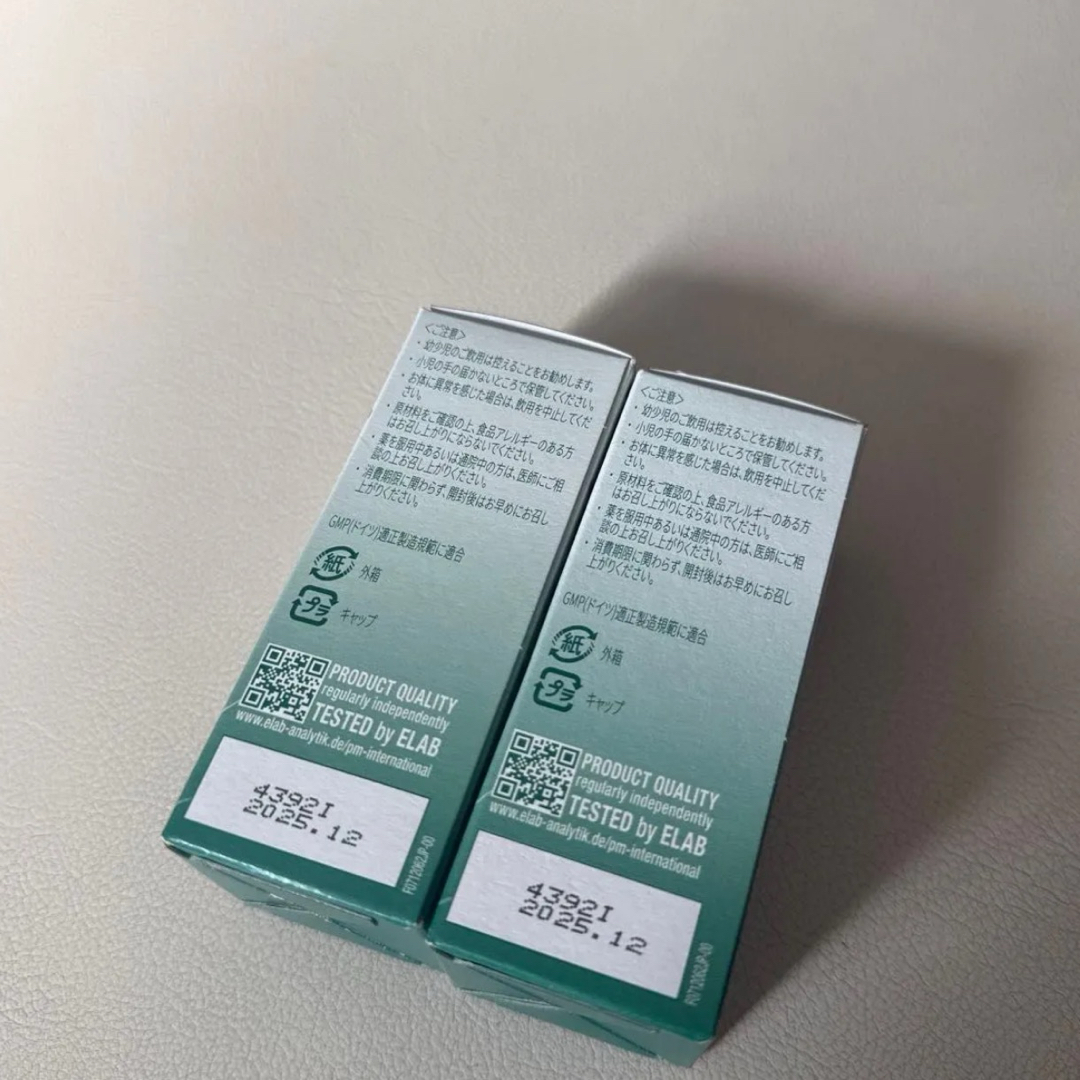 〈ご注意〉
・幼少児のご飲用は控えることをお勧めします。
・小児の手の届かないところで保管してください。
・お体に異常を感じた場合は、飲用を中止してくだ
さい。
・原材料をご確認の上、食品アレルギーのある方
はお召し上がりにならないでください。
・薬を服用中あるいは通院中の方は、医師にご相
談の上お召し上がりください。
・消費期限に関わらず、開封後はお早めにお召し
上がりください。
GMP(ドイツ)適正製造規範に適合
紙 外箱
プラ キャップ
PRODUCT QUALITY
regularly independently
TESTED by ELAB
www.elab-analytik.de/pm-international
4392I
2025.12
F0712062JP-00
〈ご注意〉
・幼少児のご飲用は控えることをお勧めします。
・小児の手の届かないところで保管してください。
・お体に異常を感じた場合は、飲用を中止してくだ
さい。
・原材料をご確認の上、食品アレルギーのある方
はお召し上がりにならないでください。
・薬を服用中あるいは通院中の方は、医師にご相
談の上お召し上がりください。
・消費期限に関わらず、開封後はお早めにお召し
上がりください。
GMP(ドイツ)適正製造規範に適合
紙 外箱
プラ キャップ
PRODUCT QUALITY
regularly independently
TESTED by ELAB
www.elab-analytik.de/pm-international
4392I
2025.12
F0712062JP-00